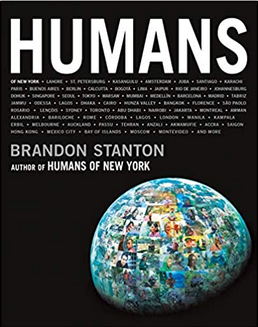 HUMANS
OF NEW YORK • LAHORE • ST. PETERSBURG • KASANGULU • AMSTERDAM • JUBA • SANTIAGO • KARACHI
PARIS • BUENOS AIRES • BERLIN • CALCUTTA • BOGOTÁ • LIMA • JAIPUR • RIO DE JANEIRO • JOHANNESBURG
DOHUK • SINGAPORE • SEOUL • TOKYO • WARSAW • MUMBAI • MEDELLÍN • BARCELONA • MADRID • TABRIZ
JAMMU • ODESSA • LAGOS • DHAKA • CAIRO • HUNZA VALLEY • BANGKOK • FLORENCE • SÃO PAULO
ROSARIO • LENÇÓIS • SYDNEY • TORONTO • ABU DHABI • NAIROBI • JAKARTA • MONTREAL • AMMAN
ALEXANDRIA • BARILOCHE • ROME • CÓRDOBA • LAGOS • LONDON • MANILA • KAMPALA
ERBIL • MELBOURNE • AUCKLAND • PASSU • TEHRAN • ANZALI • AKWAMUFIE • ACCRA • SAIGON
HONG KONG • MEXICO CITY • BAY OF ISLANDS • MOSCOW • MONTEVIDEO • AND MORE
BRANDON STANTON
AUTHOR OF HUMANS OF NEW YORK